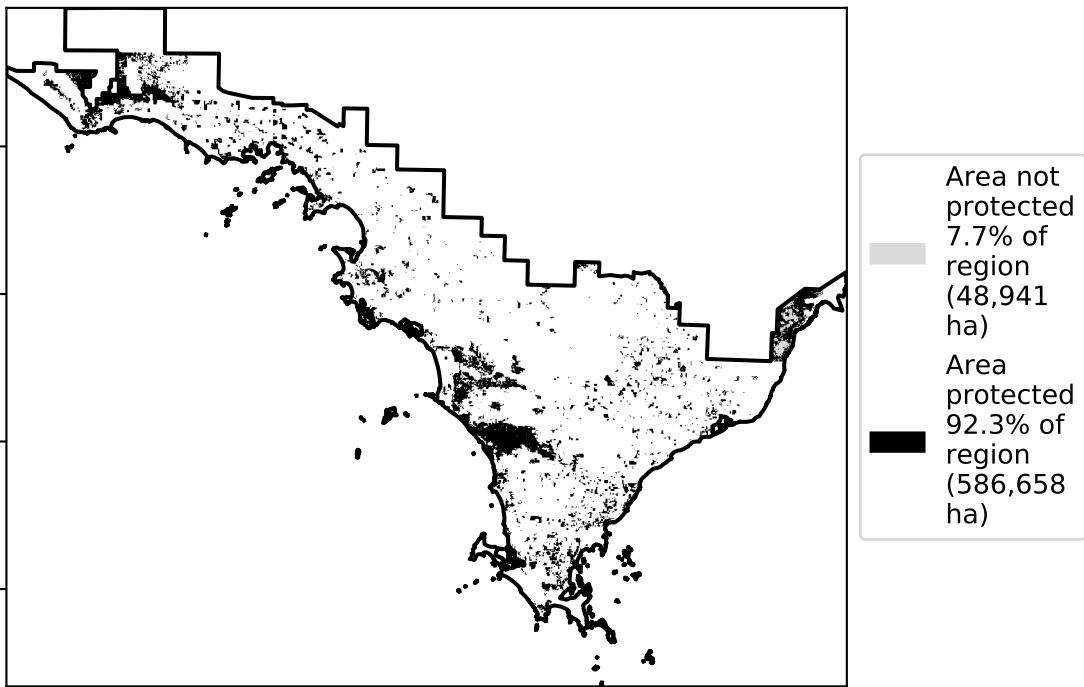 Area not
protected
7.7% of
region
(48,941
ha)
Area
protected
92.3% of
region
(586,658
ha)